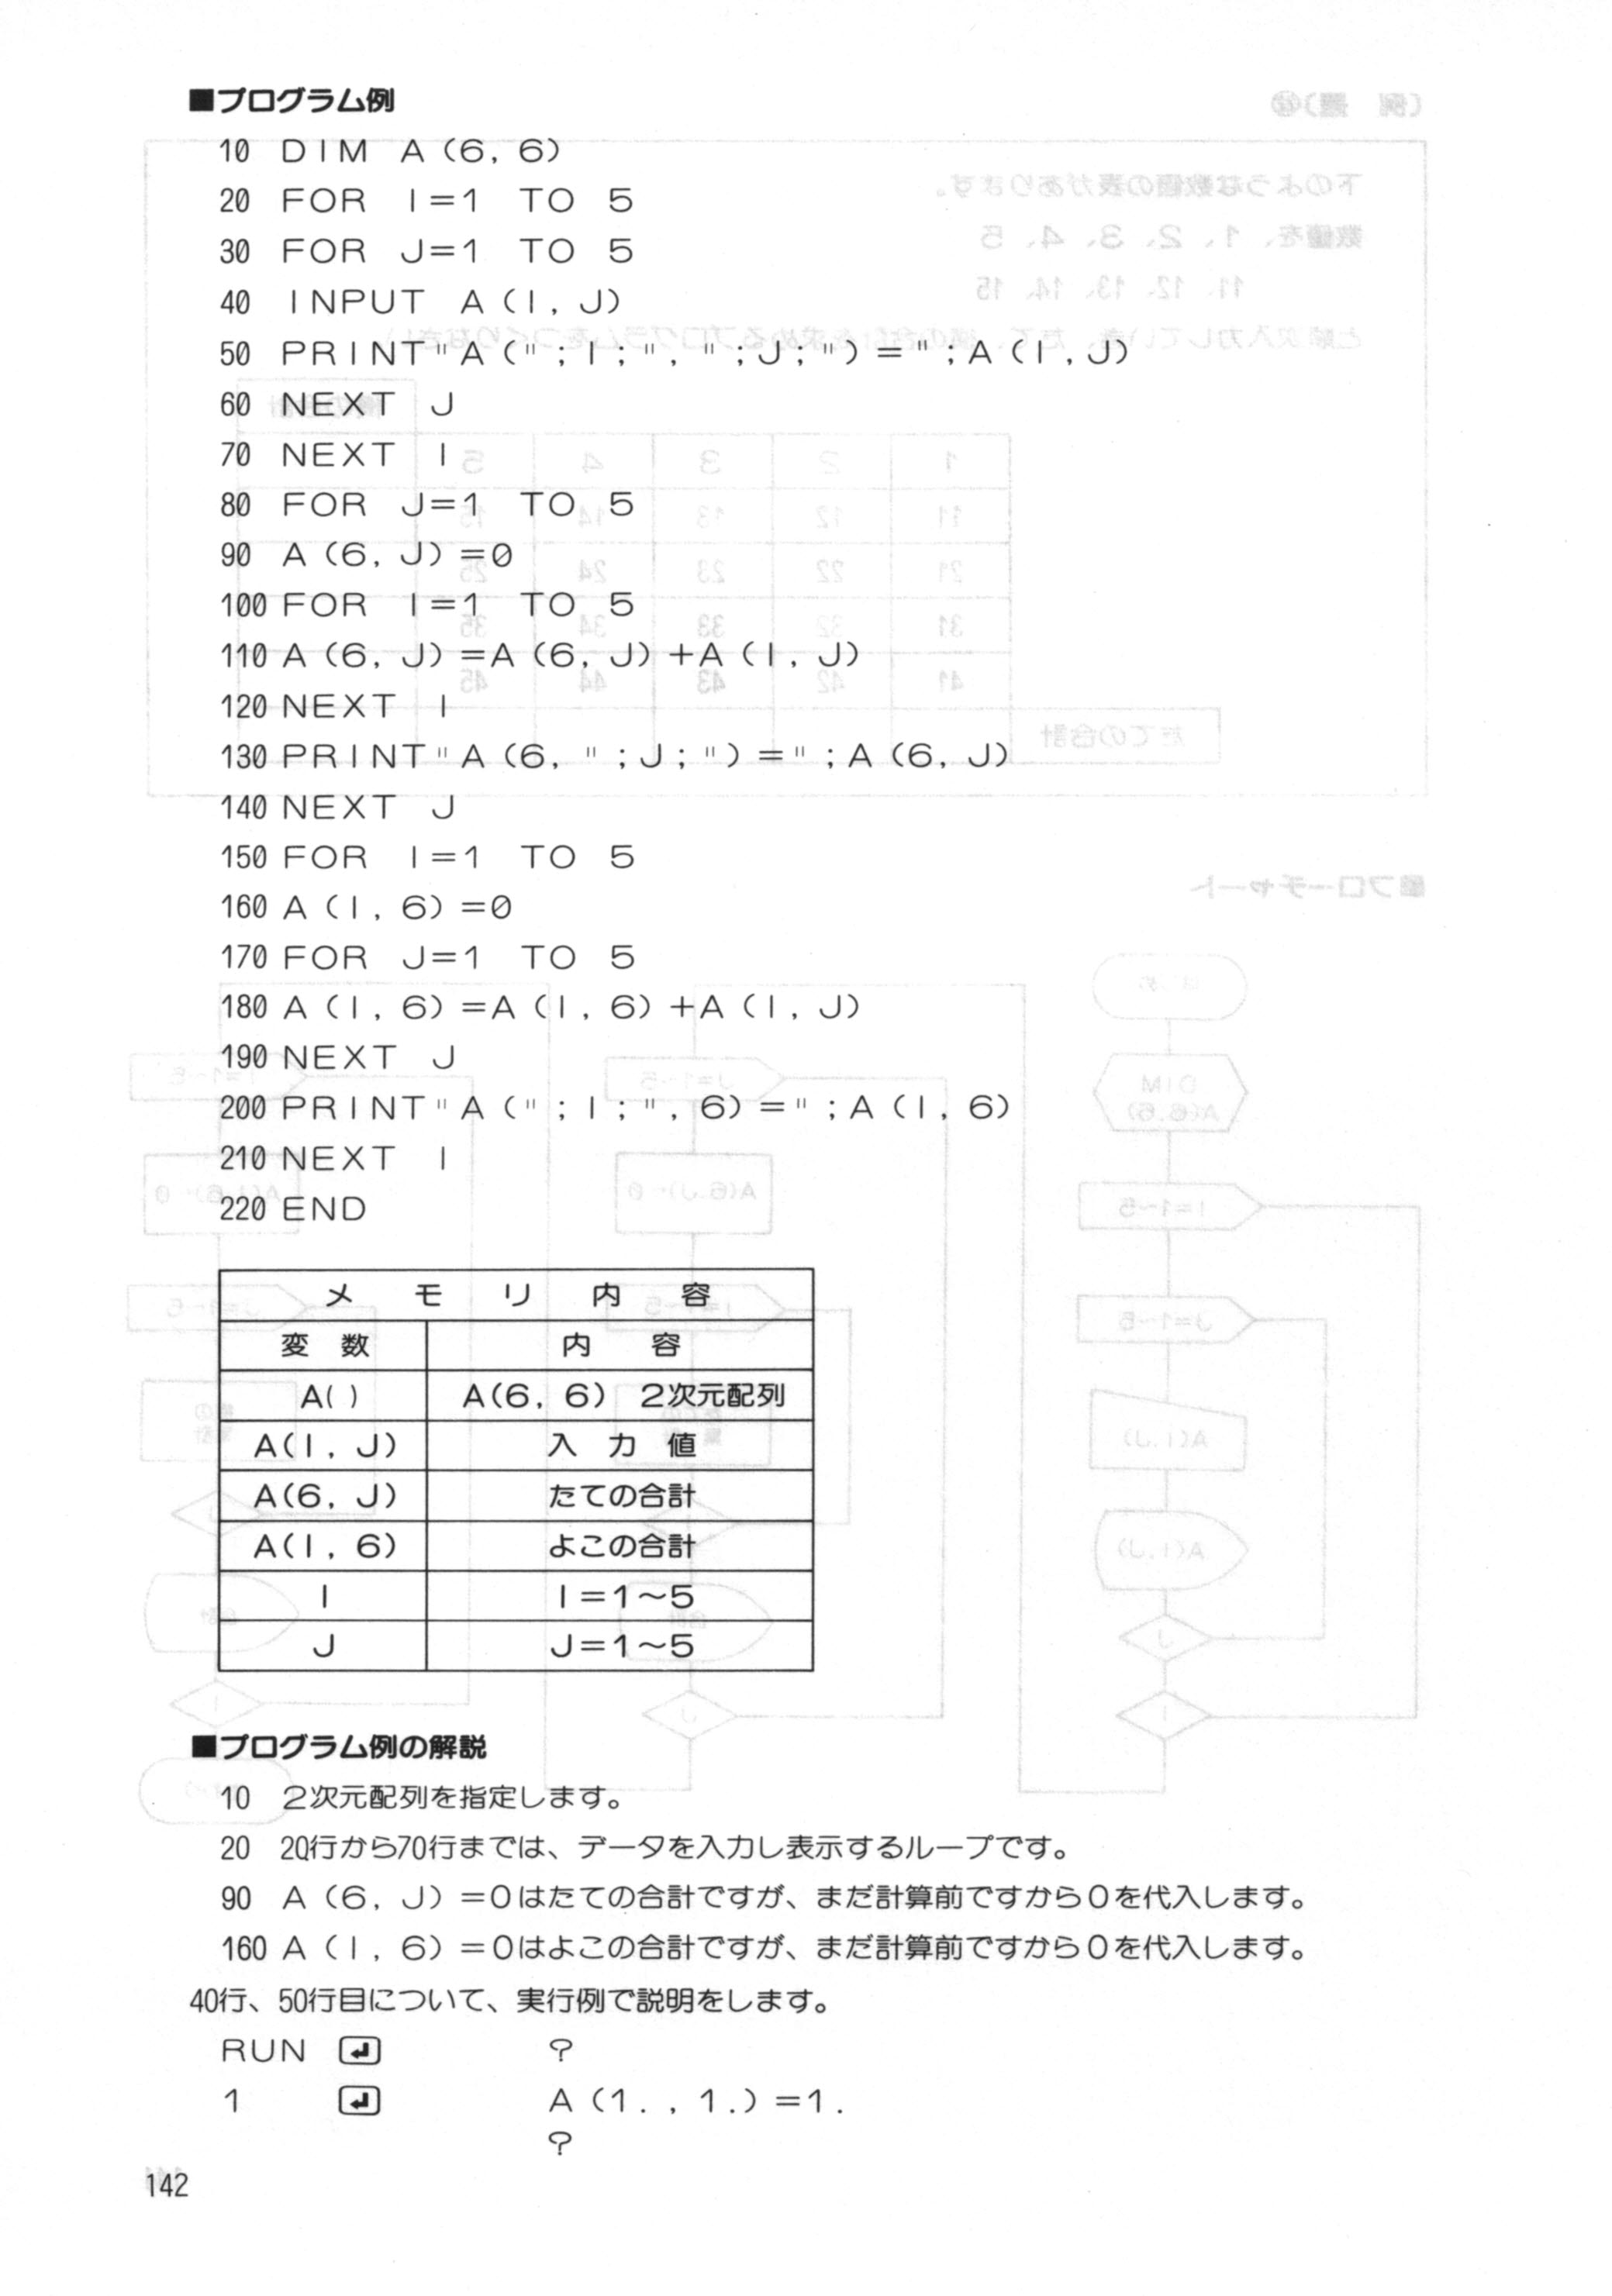 ■プログラム例
10 DIM A(6, 6)
20 FOR I=1 TO 5
30 FOR J=1 TO 5
40 INPUT A(I, J)
50 PRINT"A(";I;", ";J;")=";A(I, J)
60 NEXT J
70 NEXT I
80 FOR J=1 TO 5
90 A(6, J)=0
100 FOR I=1 TO 5
110 A(6, J)=A(6, J)+A(I, J)
120 NEXT I
130 PRINT"A(6, ";J;")=";A(6, J)
140 NEXT J
150 FOR I=1 TO 5
160 A(I, 6)=0
170 FOR J=1 TO 5
180 A(I, 6)=A(I, 6)+A(I, J)
190 NEXT J
200 PRINT"A(";I;", 6)=";A(I, 6)
210 NEXT I
220 END
メモリ内容
変数 内容
A( ) A(6, 6) 2次元配列
A(I, J) 入力値
A(6, J) たての合計
A(I, 6) よこの合計
I I=1〜5
J J=1〜5
■プログラム例の解説
10 2次元配列を指定します。
20 20行から70行までは、データを入力し表示するループです。
90 A(6, J)=0はたての合計ですが、まだ計算前ですから0を代入します。
160 A(I, 6)=0はよこの合計ですが、まだ計算前ですから0を代入します。
40行、50行目について、実行例で説明をします。
RUN ↵ ?
1 ↵ A(1., 1.)=1.
?
142